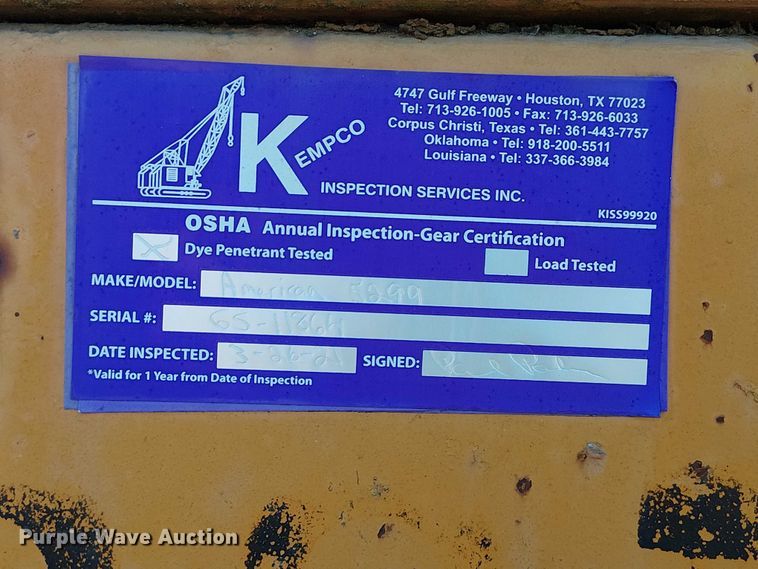 4747 Gulf Freeway • Houston, TX 77023
Tel: 713-926-1005 • Fax: 713-926-6033
Corpus Christi, Texas • Tel: 361-443-7757
Oklahoma • Tel: 918-200-5511
Louisiana • Tel: 337-366-3984
KEMPCO
INSPECTION SERVICES INC.
KISS99920
OSHA Annual Inspection-Gear Certification
X Dye Penetrant Tested
Load Tested
MAKE/MODEL: American 5299
SERIAL #:
DATE INSPECTED: 3-26-21 SIGNED:
*Valid for 1 Year from Date of Inspection
Purple Wave Auction